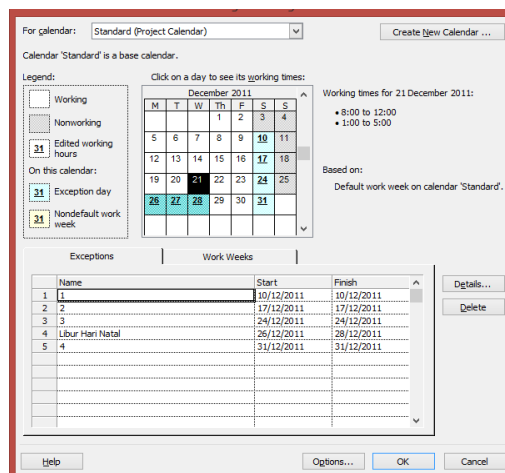 For calendar: Standard (Project Calendar) Create New Calendar ...
Calendar 'Standard' is a base calendar.
Legend:
Working
Nonworking
31 Edited working hours
On this calendar:
31 Exception day
31 Nondefault work week
Click on a day to see its working times:
December 2011
M T W Th F S S
1 2 3 4
5 6 7 8 9 10 11
12 13 14 15 16 17 18
19 20 21 22 23 24 25
26 27 28 29 30 31
Working times for 21 December 2011:
• 8:00 to 12:00
• 1:00 to 5:00
Based on:
Default work week on calendar 'Standard'.
Exceptions Work Weeks
Name Start Finish
1 1 10/12/2011 10/12/2011
2 2 17/12/2011 17/12/2011
3 3 24/12/2011 24/12/2011
4 Libur Hari Natal 26/12/2011 28/12/2011
5 4 31/12/2011 31/12/2011
Details...
Delete
Help Options... OK Cancel